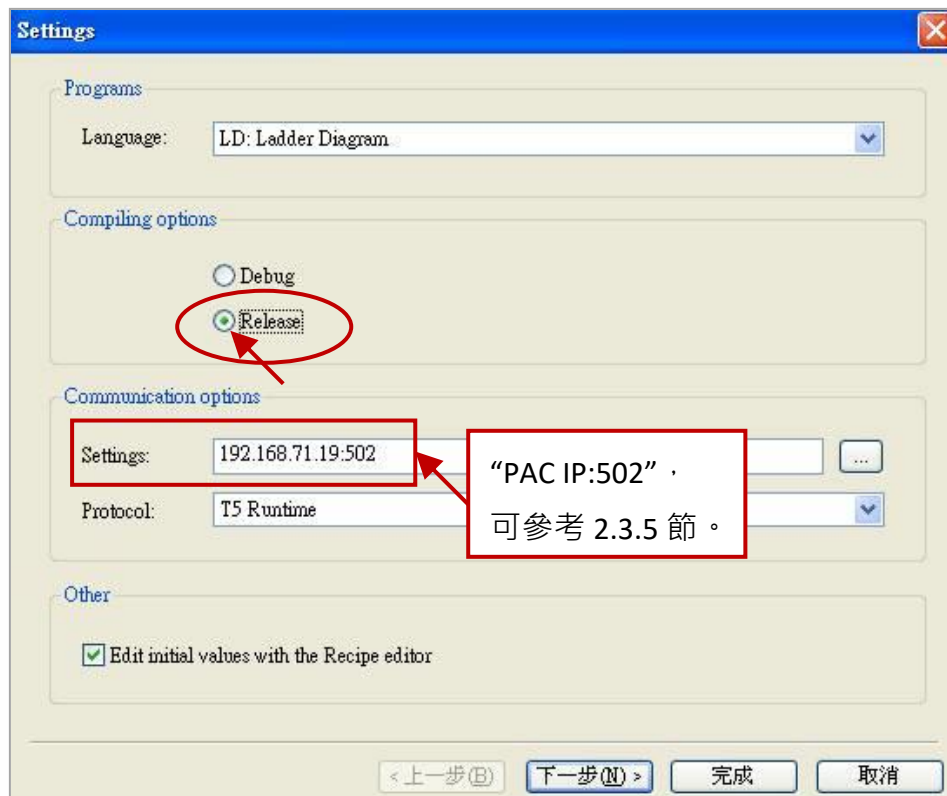 Settings
Programs
Language: LD: Ladder Diagram
Compiling options
Debug
Release
Communication options
Settings: 192.168.71.19:502 ...
“PAC IP:502”，
可參考 2.3.5 節。
Protocol: T5 Runtime
Other
Edit initial values with the Recipe editor
<上一步(B) 下一步(N) > 完成 取消